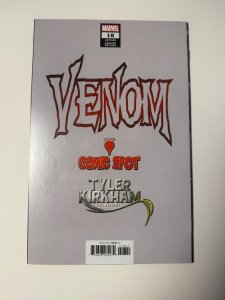 MARVEL
18
VENOM
COMIC SPOT
TYLER
KIRKHAM